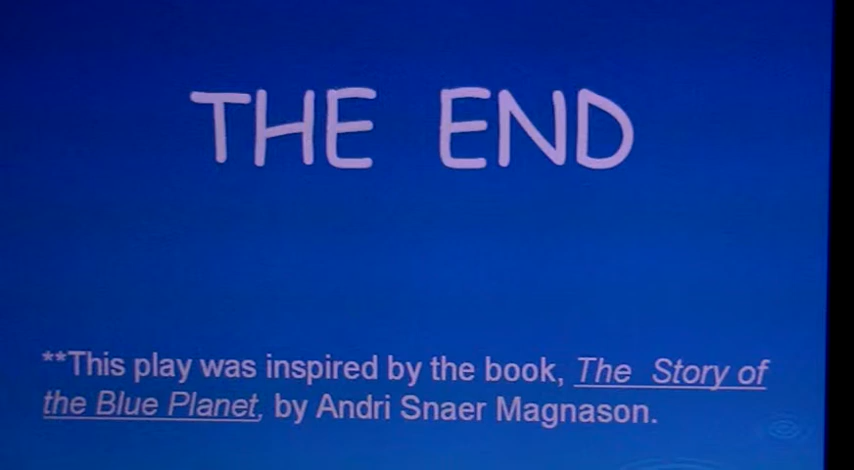 THE END
**This play was inspired by the book, The Story of
the Blue Planet, by Andri Snaer Magnason.